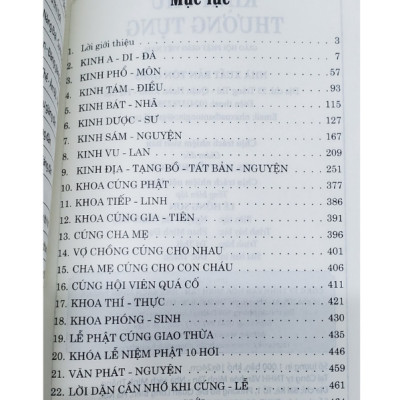 Mục lục
1. Lời giới thiệu 3
2. KINH A - DI - ĐÀ 7
3. KINH PHỔ - MÔN 57
4. KINH TÁM - ĐIỀU 93
5. KINH BÁT - NHÃ 115
6. KINH DƯỢC - SƯ 127
7. KINH SÁM - NGUYỆN 167
8. KINH VU - LAN 209
9. KINH ĐỊA - TẠNG BỒ - TÁT BẢN - NGUYỆN 251
10. KHOA CÚNG PHẬT 377
11. KHOA TIẾP - LINH 386
12. KHOA CÚNG GIA - TIÊN 391
13. CÚNG CHA MẸ 396
14. VỢ CHỒNG CÚNG CHO NHAU 401
15. CHA MẸ CÚNG CHO CON CHÁU 406
16. CÚNG HỘI VIÊN QUÁ CỐ 411
17. KHOA THÍ - THỰC 421
18. KHOA PHÓNG - SINH 430
19. LỄ PHẬT CÚNG GIAO THỪA 435
20. KHÓA LỄ NIỆM PHẬT 10 HƠI 446
21. VĂN PHÁT - NGUYỆN 459
22. LỜI DẶN CẦN NHỚ KHI CÚNG - LỄ 461